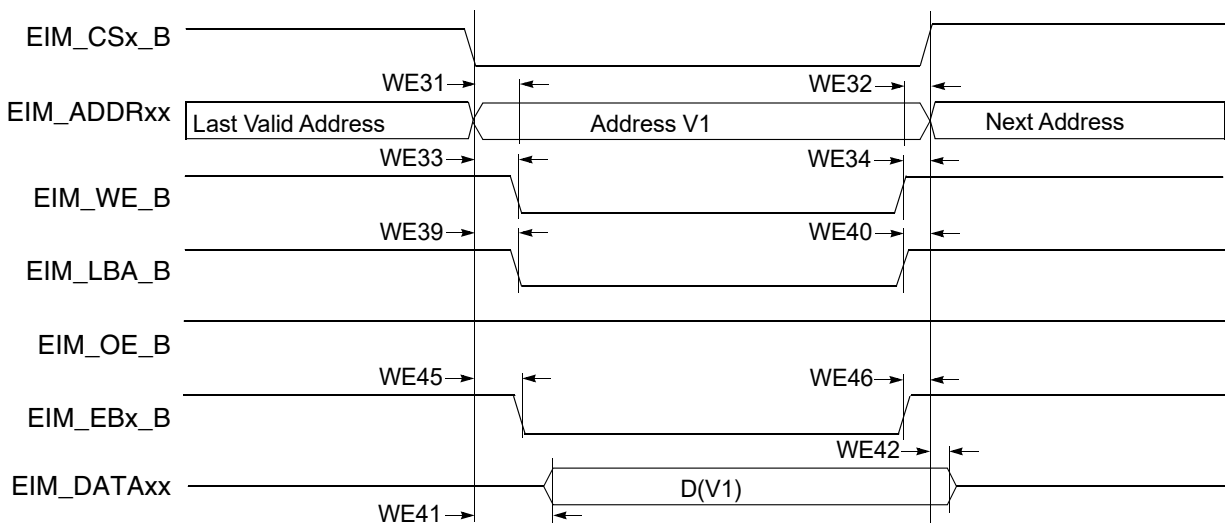 EIM_CSx_B
WE31 WE32
EIM_ADDRxx Last Valid Address Address V1 Next Address
WE33 WE34
EIM_WE_B
WE39 WE40
EIM_LBA_B
EIM_OE_B
WE45 WE46
EIM_EBx_B
WE42
EIM_DATAxx D(V1)
WE41